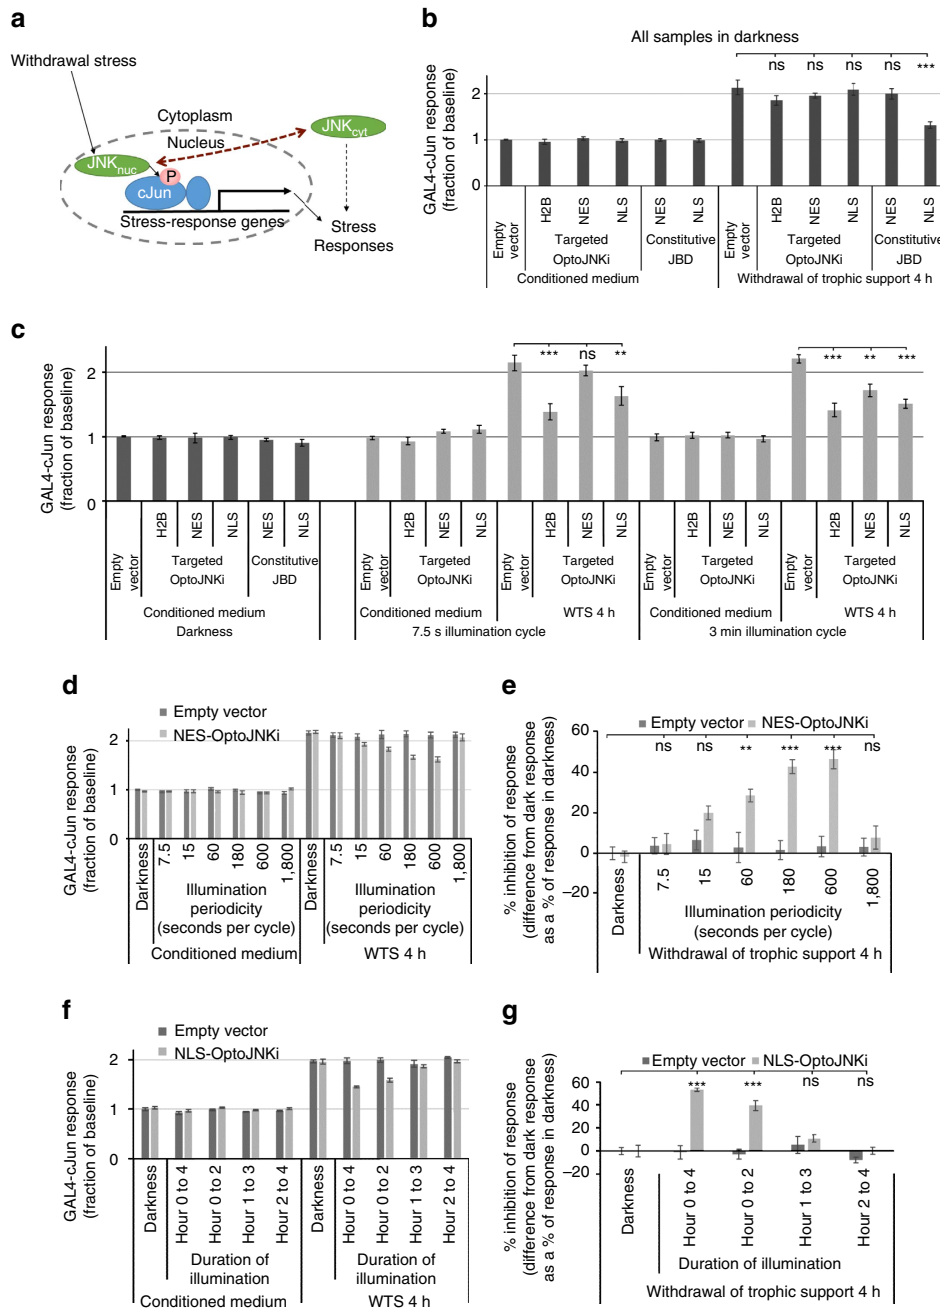 a
Withdrawal stress
Cytoplasm
Nucleus
JNKcyt
JNKnuc
P
cJun
Stress-response genes
Stress
Responses
b
All samples in darkness
ns ns ns ns ***
GAL4-cJun response
(fraction of baseline)
2
1
0
Empty vector
H2B
NES
NLS
NES
NLS
Empty vector
H2B
NES
NLS
NES
NLS
Targeted OptoJNKi
Constitutive JBD
Targeted OptoJNKi
Constitutive JBD
Conditioned medium
Withdrawal of trophic support 4 h
c
GAL4-cJun response
(fraction of baseline)
*** ns **
*** ** ***
2
1
0
Empty vector
H2B
NES
NLS
NES
NLS
Empty vector
H2B
NES
NLS
Empty vector
H2B
NES
NLS
Empty vector
H2B
NES
NLS
Empty vector
H2B
NES
NLS
Targeted OptoJNKi
Constitutive JBD
Targeted OptoJNKi
Targeted OptoJNKi
Targeted OptoJNKi
Targeted OptoJNKi
Conditioned medium
Conditioned medium
WTS 4 h
Conditioned medium
WTS 4 h
Darkness
7.5 s illumination cycle
3 min illumination cycle
d
Empty vector
NES-OptoJNKi
GAL4-cJun response
(fraction of baseline)
2
1
0
Darkness
7.5
15
60
180
600
1,800
Darkness
7.5
15
60
180
600
1,800
Illumination periodicity (seconds per cycle)
Illumination periodicity (seconds per cycle)
Conditioned medium
WTS 4 h
e
Empty vector
NES-OptoJNKi
ns ns ** *** *** ns
% inhibition of response
(difference from dark response
as a % of response in darkness)
60
40
20
0
–20
Darkness
7.5
15
60
180
600
1,800
Illumination periodicity
(seconds per cycle)
Withdrawal of trophic support 4 h
f
Empty vector
NLS-OptoJNKi
GAL4-cJun response
(fraction of baseline)
2
1
0
Darkness
Hour 0 to 4
Hour 0 to 2
Hour 1 to 3
Hour 2 to 4
Darkness
Hour 0 to 4
Hour 0 to 2
Hour 1 to 3
Hour 2 to 4
Duration of illumination
Duration of illumination
Conditioned medium
WTS 4 h
g
Empty vector
NLS-OptoJNKi
*** *** ns ns
% inhibition of response
(difference from dark response
as a % of response in darkness)
60
40
20
0
–20
Darkness
Hour 0 to 4
Hour 0 to 2
Hour 1 to 3
Hour 2 to 4
Duration of illumination
Withdrawal of trophic support 4 h